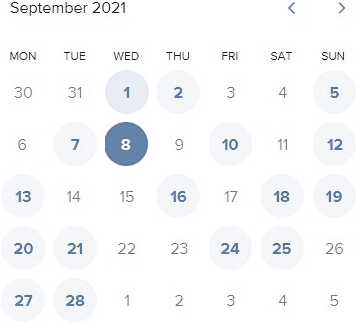 September 2021
MON TUE WED THU FRI SAT SUN
30 31 1 2 3 4 5
6 7 8 9 10 11 12
13 14 15 16 17 18 19
20 21 22 23 24 25 26
27 28 1 2 3 4 5